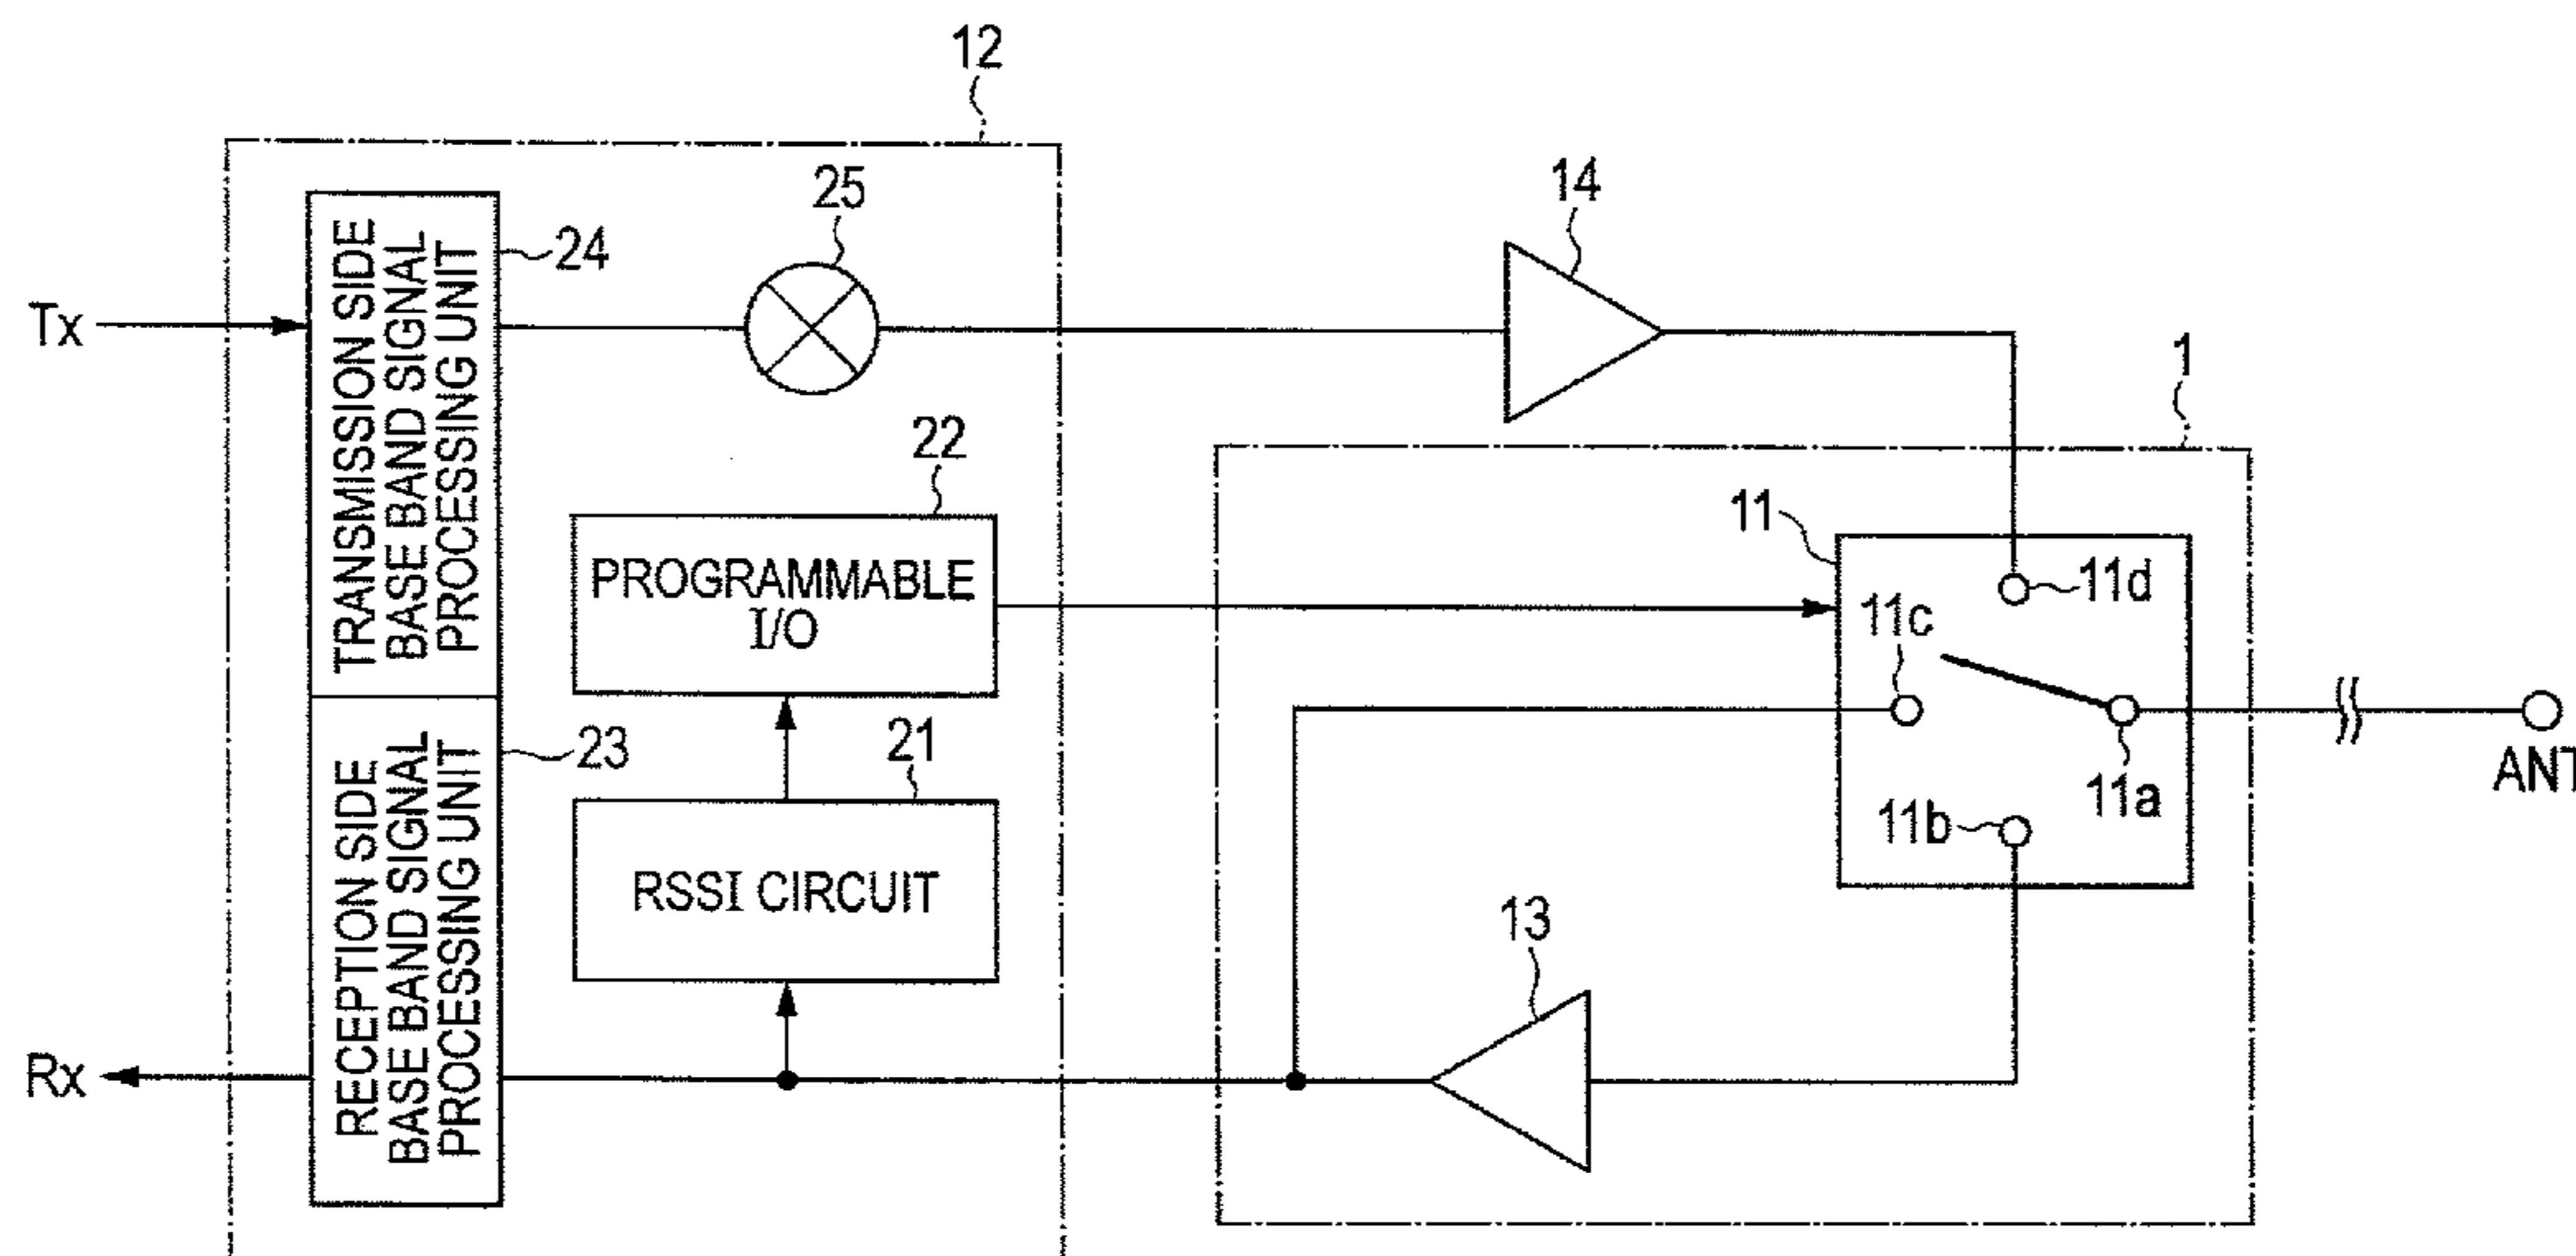 12
25
14
TRANSMISSION SIDE
BASE BAND SIGNAL
PROCESSING UNIT
24
Tx
1
22
11
PROGRAMMABLE
I/O
11d
11c
RECEPTION SIDE
BASE BAND SIGNAL
PROCESSING UNIT
23
21
11a
ANT
11b
RSSI CIRCUIT
13
Rx